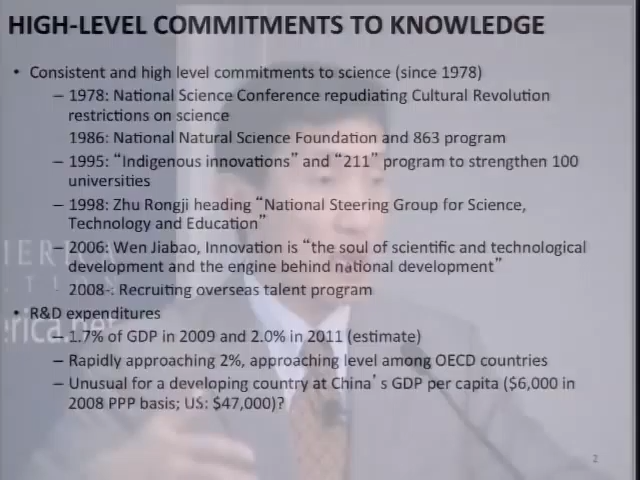 HIGH-LEVEL COMMITMENTS TO KNOWLEDGE
• Consistent and high level commitments to science (since 1978)
– 1978: National Science Conference repudiating Cultural Revolution
restrictions on science
1986: National Natural Science Foundation and 863 program
– 1995: “Indigenous innovations” and “211” program to strengthen 100
universities
– 1998: Zhu Rongji heading “National Steering Group for Science,
Technology and Education”
– 2006: Wen Jiabao, Innovation is “the soul of scientific and technological
development and the engine behind national development”
2008-: Recruiting overseas talent program
• R&D expenditures
– 1.7% of GDP in 2009 and 2.0% in 2011 (estimate)
– Rapidly approaching 2%, approaching level among OECD countries
– Unusual for a developing country at China’s GDP per capita ($6,000 in
2008 PPP basis; US: $47,000)?
2